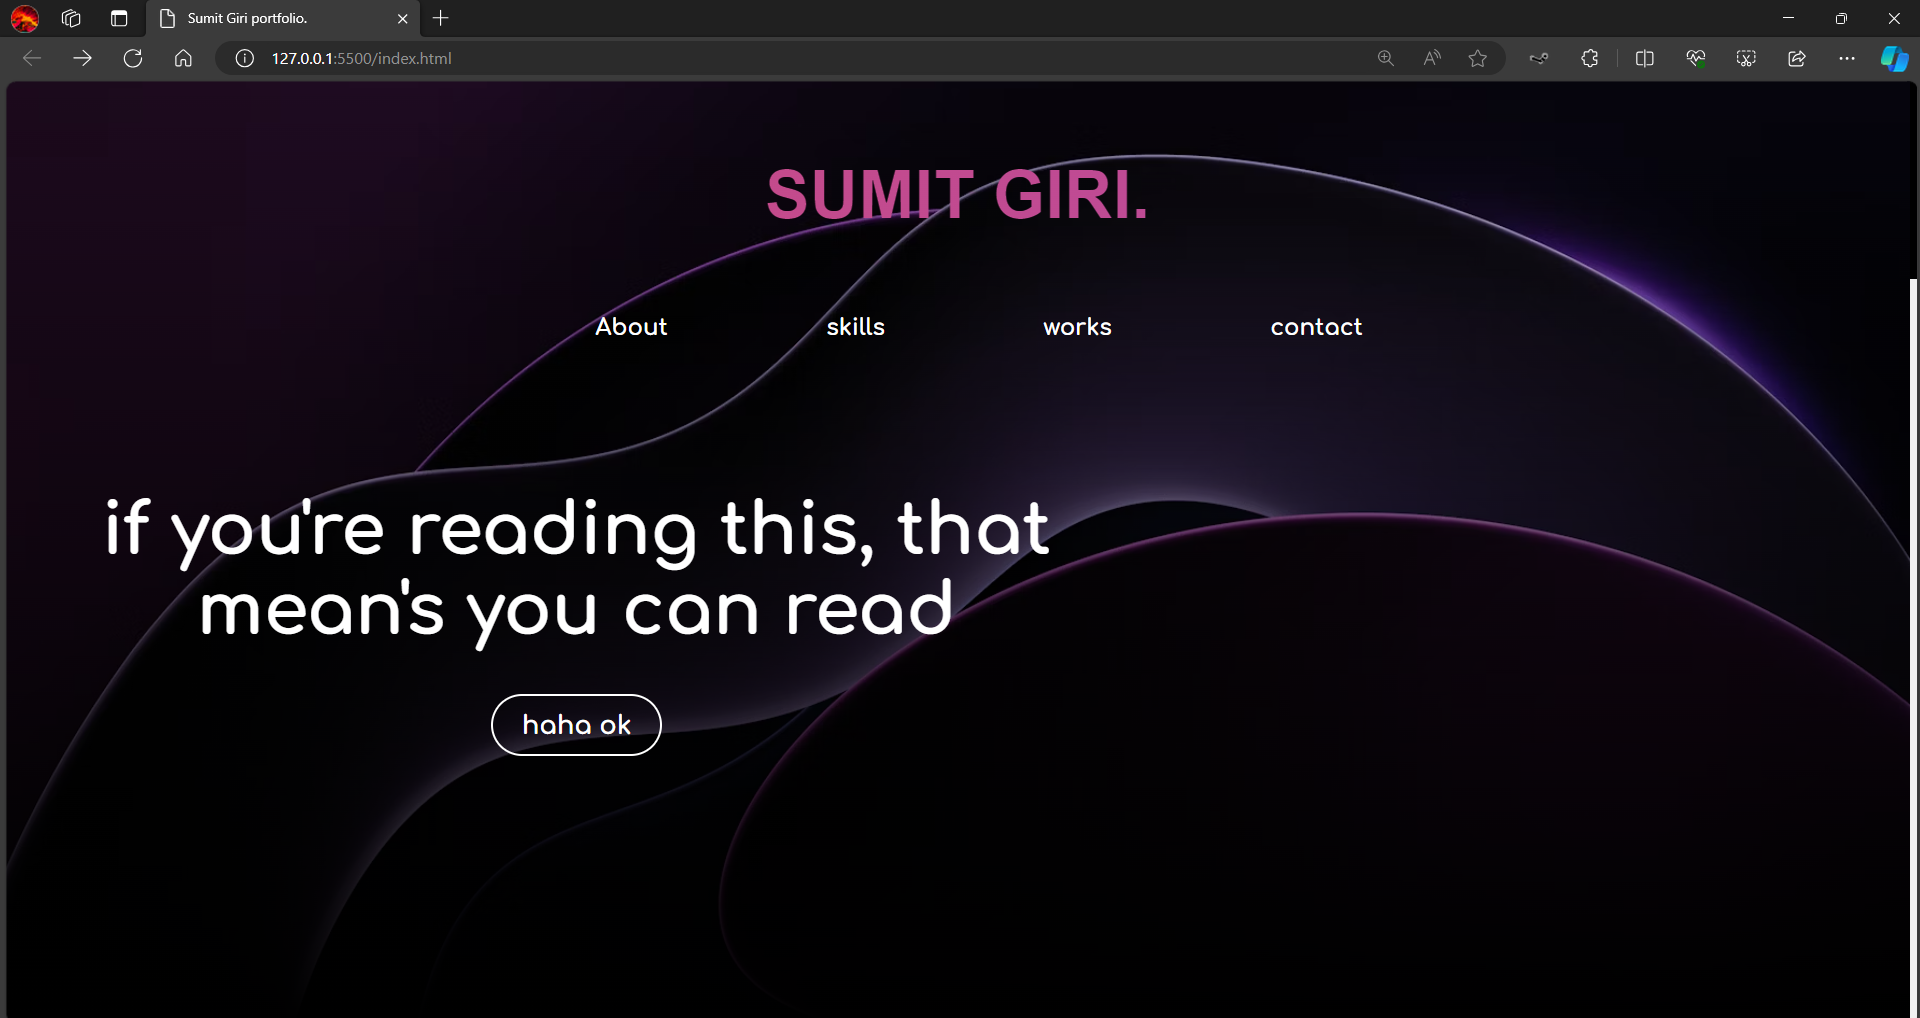 Sumit Giri portfolio.
127.0.0.1:5500/index.html
SUMIT GIRI.
About skills works contact
if you're reading this, that
mean's you can read
haha ok